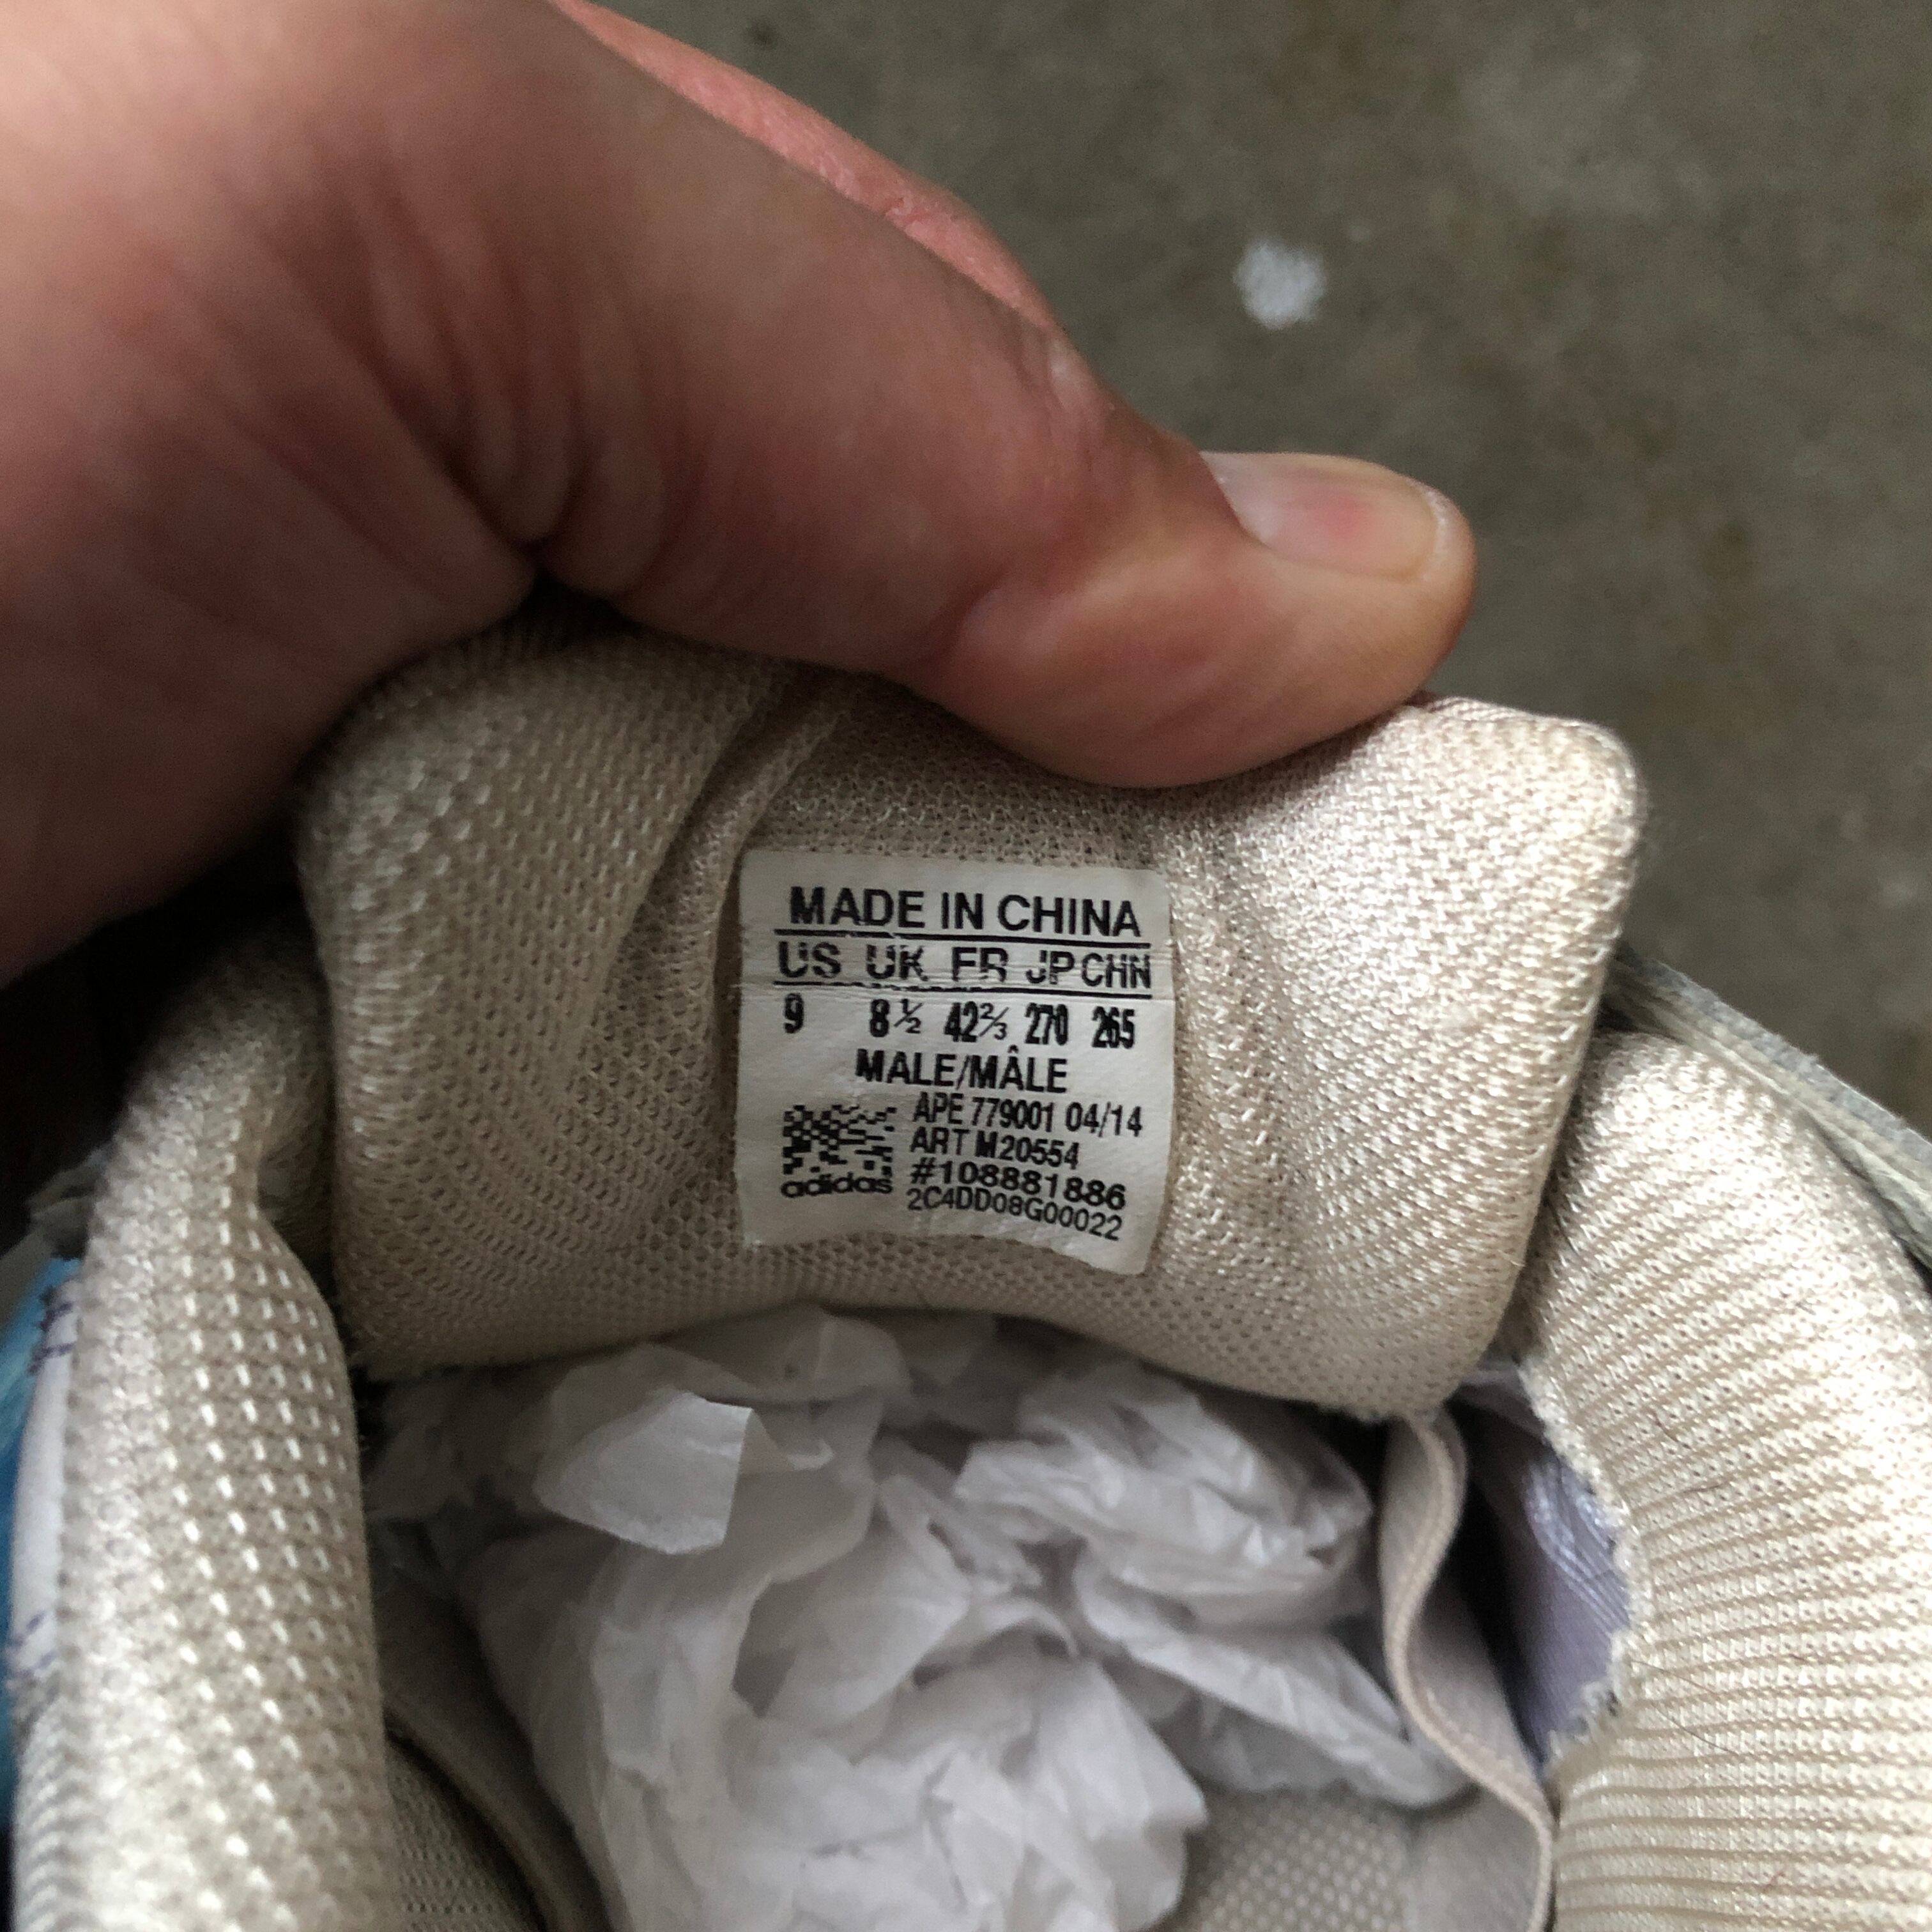 MADE IN CHINA
US UK FR JP CHN
9 8½ 42⅔ 270 265
MALE/MÂLE
APE 779001 04/14
ART M20554
#108881886
adidas 2C4DD08G00022